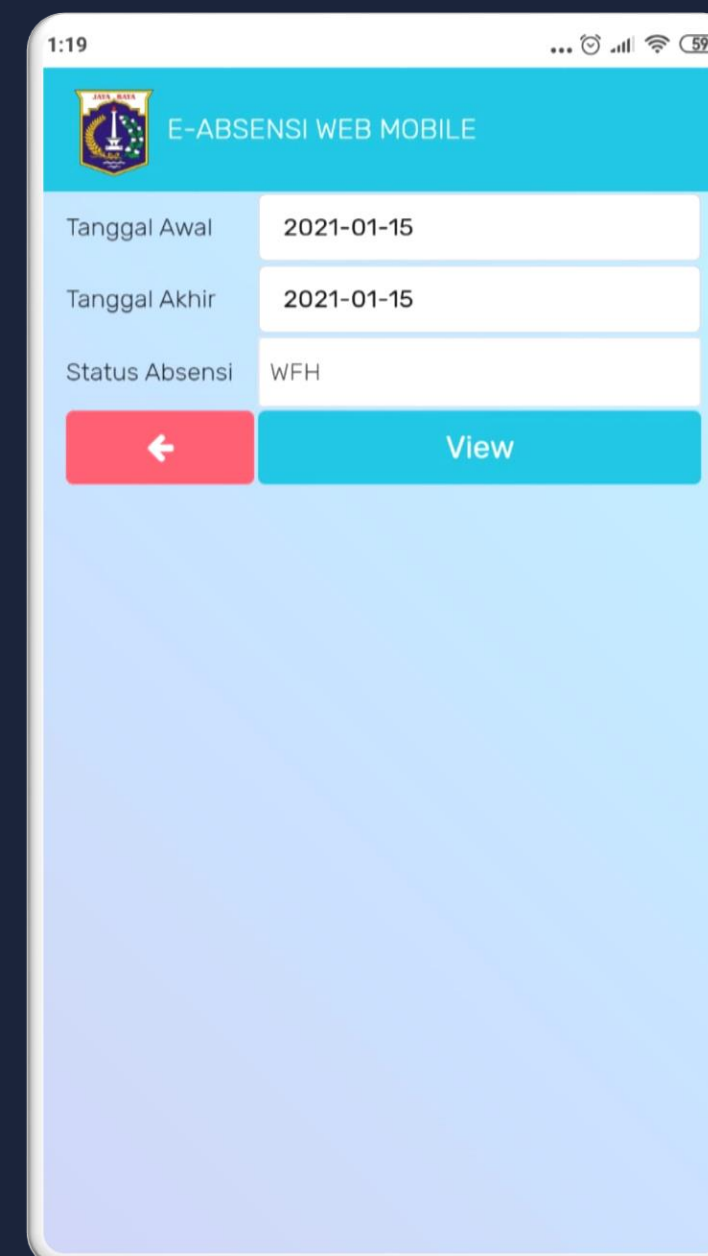 1:19
59
JAYA RAYA
E-ABSENSI WEB MOBILE
Tanggal Awal 2021-01-15
Tanggal Akhir 2021-01-15
Status Absensi WFH
View